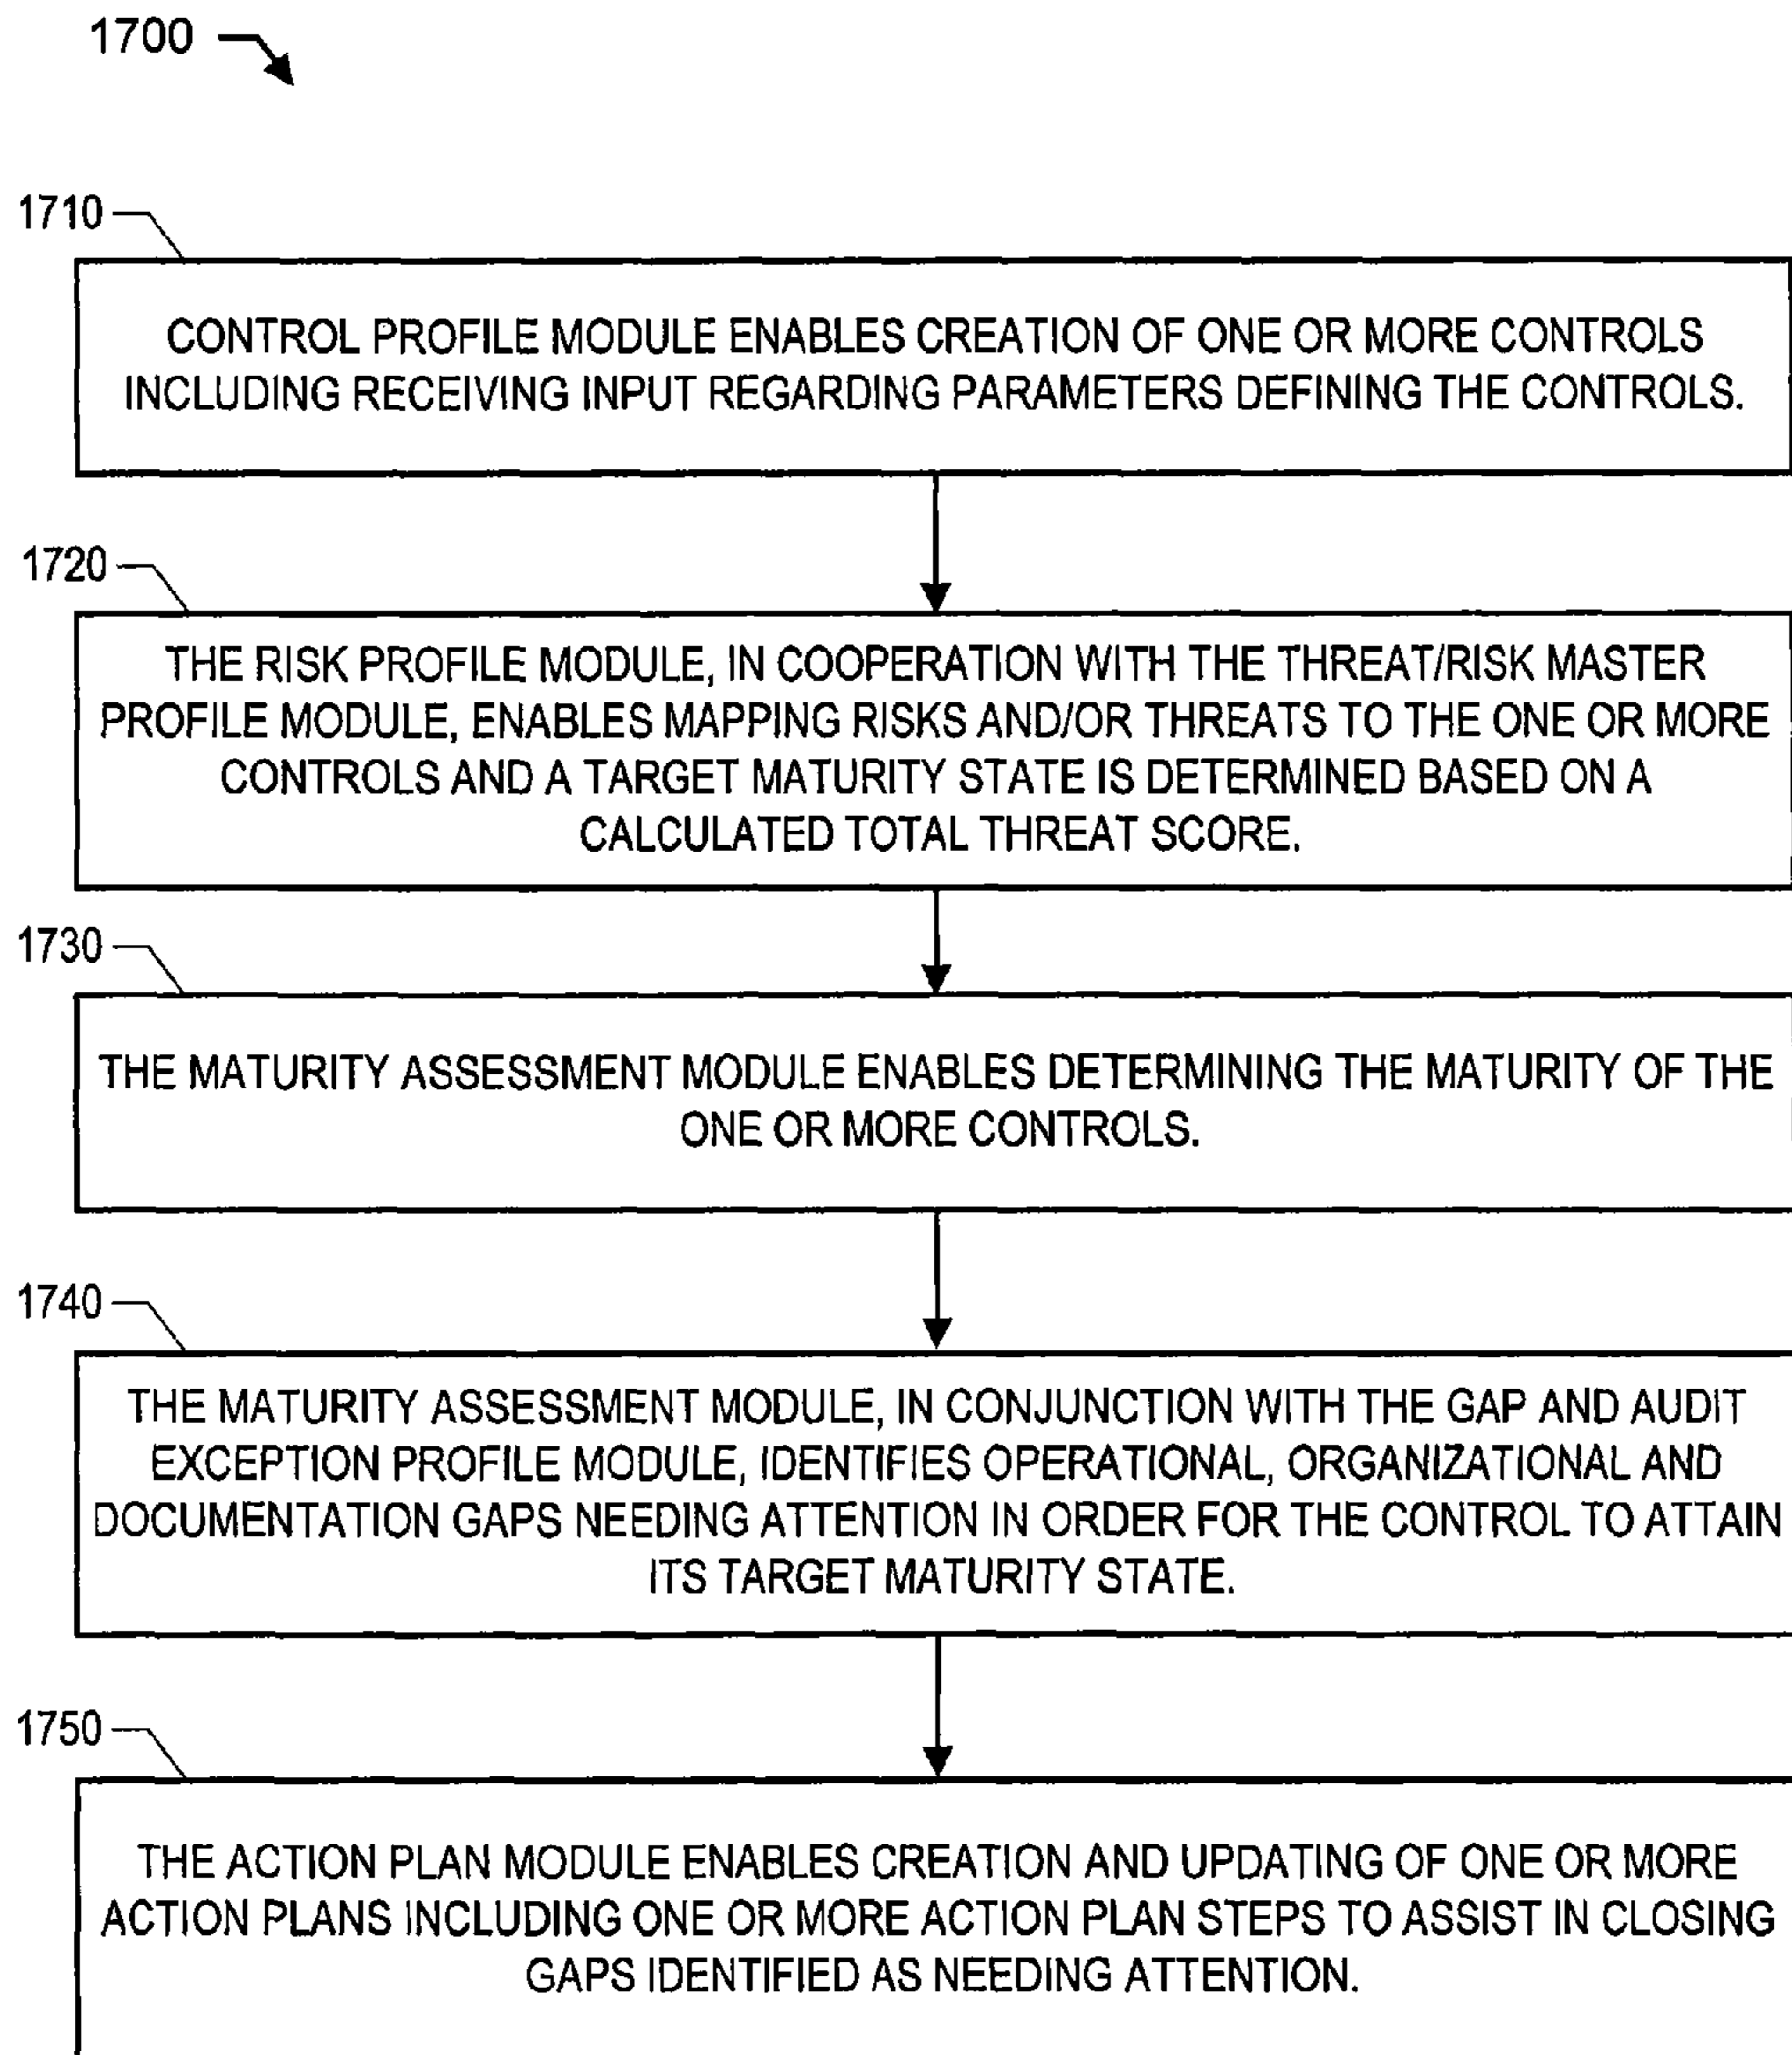 1700
1710
CONTROL PROFILE MODULE ENABLES CREATION OF ONE OR MORE CONTROLS
INCLUDING RECEIVING INPUT REGARDING PARAMETERS DEFINING THE CONTROLS.
1720
THE RISK PROFILE MODULE, IN COOPERATION WITH THE THREAT/RISK MASTER
PROFILE MODULE, ENABLES MAPPING RISKS AND/OR THREATS TO THE ONE OR MORE
CONTROLS AND A TARGET MATURITY STATE IS DETERMINED BASED ON A
CALCULATED TOTAL THREAT SCORE.
1730
THE MATURITY ASSESSMENT MODULE ENABLES DETERMINING THE MATURITY OF THE
ONE OR MORE CONTROLS.
1740
THE MATURITY ASSESSMENT MODULE, IN CONJUNCTION WITH THE GAP AND AUDIT
EXCEPTION PROFILE MODULE, IDENTIFIES OPERATIONAL, ORGANIZATIONAL AND
DOCUMENTATION GAPS NEEDING ATTENTION IN ORDER FOR THE CONTROL TO ATTAIN
ITS TARGET MATURITY STATE.
1750
THE ACTION PLAN MODULE ENABLES CREATION AND UPDATING OF ONE OR MORE
ACTION PLANS INCLUDING ONE OR MORE ACTION PLAN STEPS TO ASSIST IN CLOSING
GAPS IDENTIFIED AS NEEDING ATTENTION.